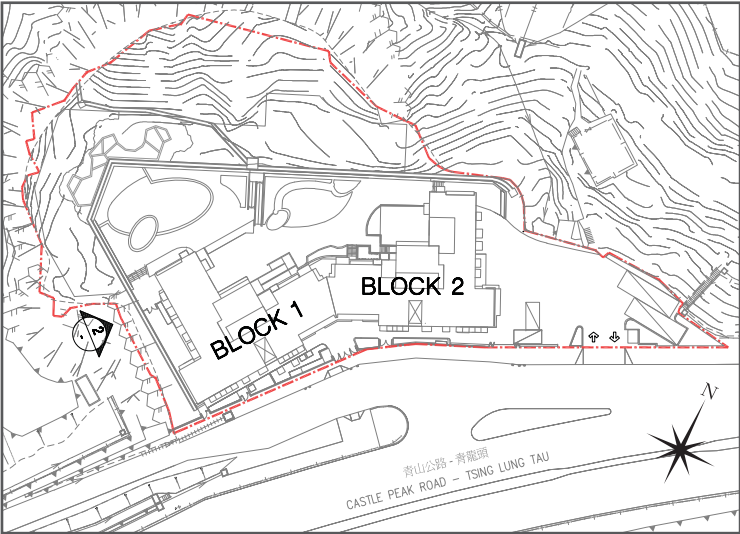 BLOCK 2
BLOCK 1
N
青山公路 - 青龍頭
CASTLE PEAK ROAD - TSING LUNG TAU